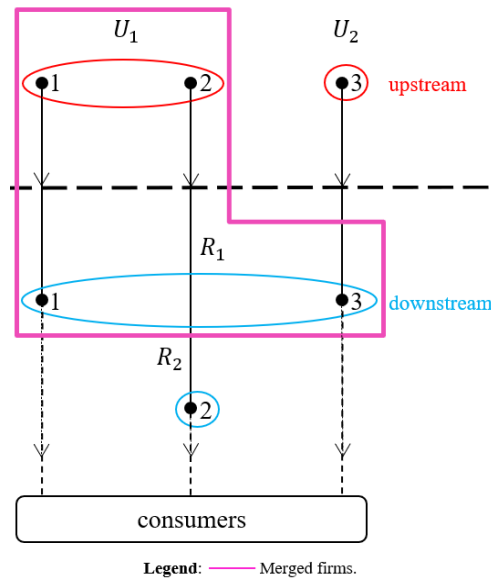 U₁ U₂
1 2 3 upstream
R₁
1 3 downstream
R₂
2
consumers
Legend: Merged firms.